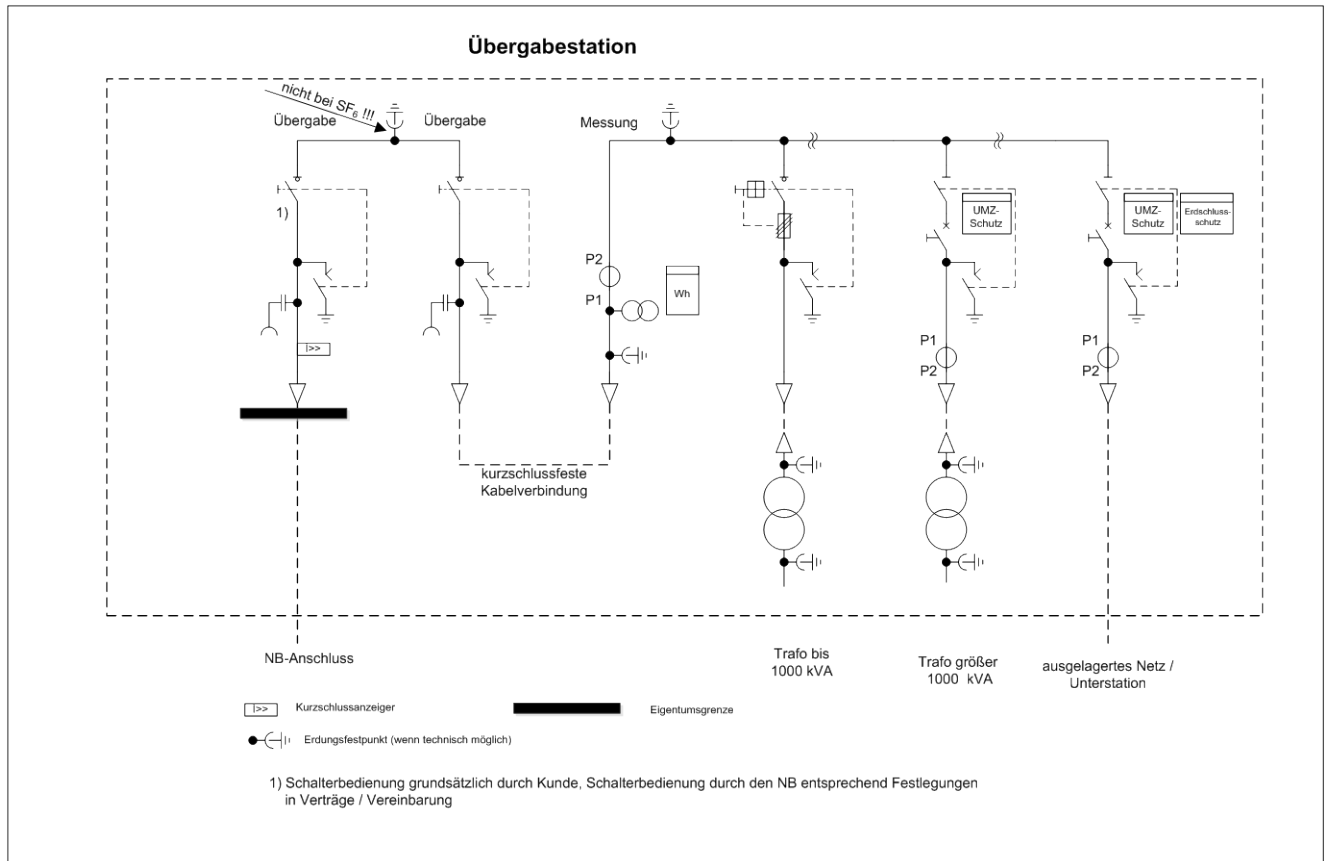 Übergabestation
nicht bei SF₆ !!!
Übergabe
Übergabe
Messung
1)
UMZ-
Schutz
UMZ-
Schutz
Erdschluss-
schutz
P2
P1
Wh
I>>
P1
P2
P1
P2
kurzschlussfeste
Kabelverbindung
NB-Anschluss
Trafo bis
1000 kVA
Trafo größer
1000 kVA
ausgelagertes Netz /
Unterstation
I>> Kurzschlussanzeiger
Eigentumsgrenze
Erdungsfestpunkt (wenn technisch möglich)
1) Schalterbedienung grundsätzlich durch Kunde, Schalterbedienung durch den NB entsprechend Festlegungen
in Verträge / Vereinbarung